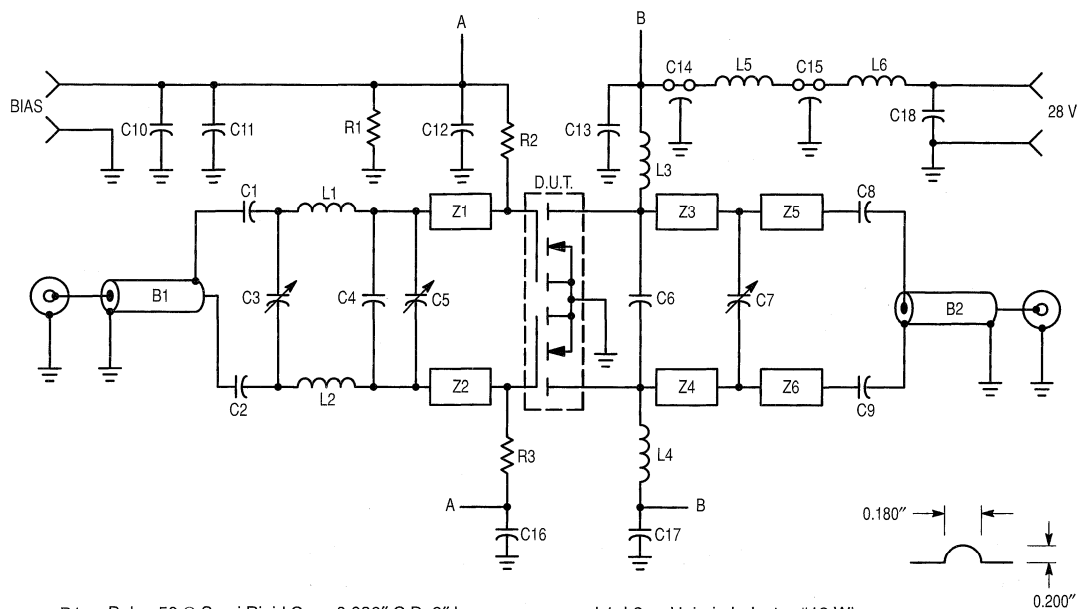 A
B
C14
L5
C15
L6
BIAS
C10
C11
R1
C12
R2
C13
C18
28 V
L3
D.U.T.
C1
L1
Z1
Z3
Z5
C8
B1
C3
C4
C5
C6
C7
B2
C2
L2
Z2
Z4
Z6
C9
R3
L4
A
B
C16
C17
0.180″
0.200″